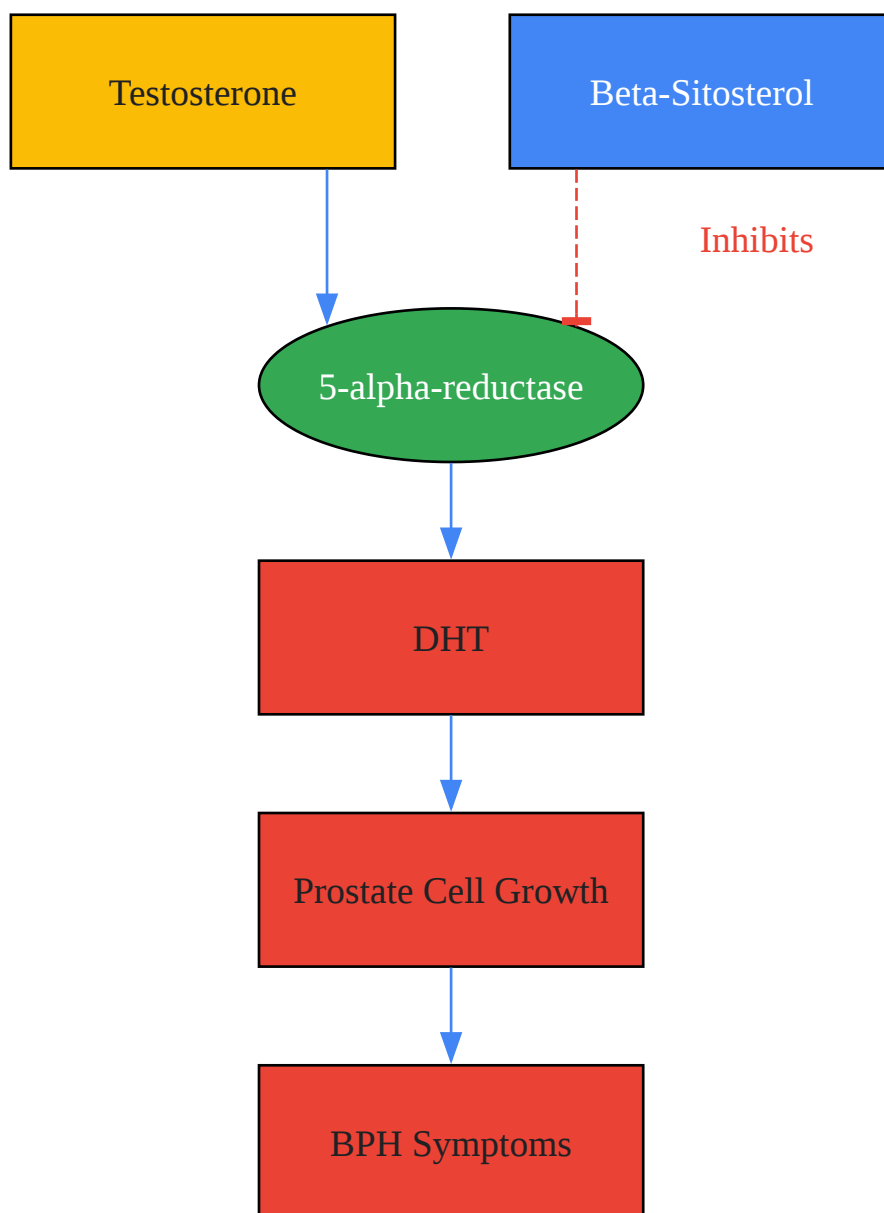 Testosterone
Beta-Sitosterol
Inhibits
5-alpha-reductase
DHT
Prostate Cell Growth
BPH Symptoms